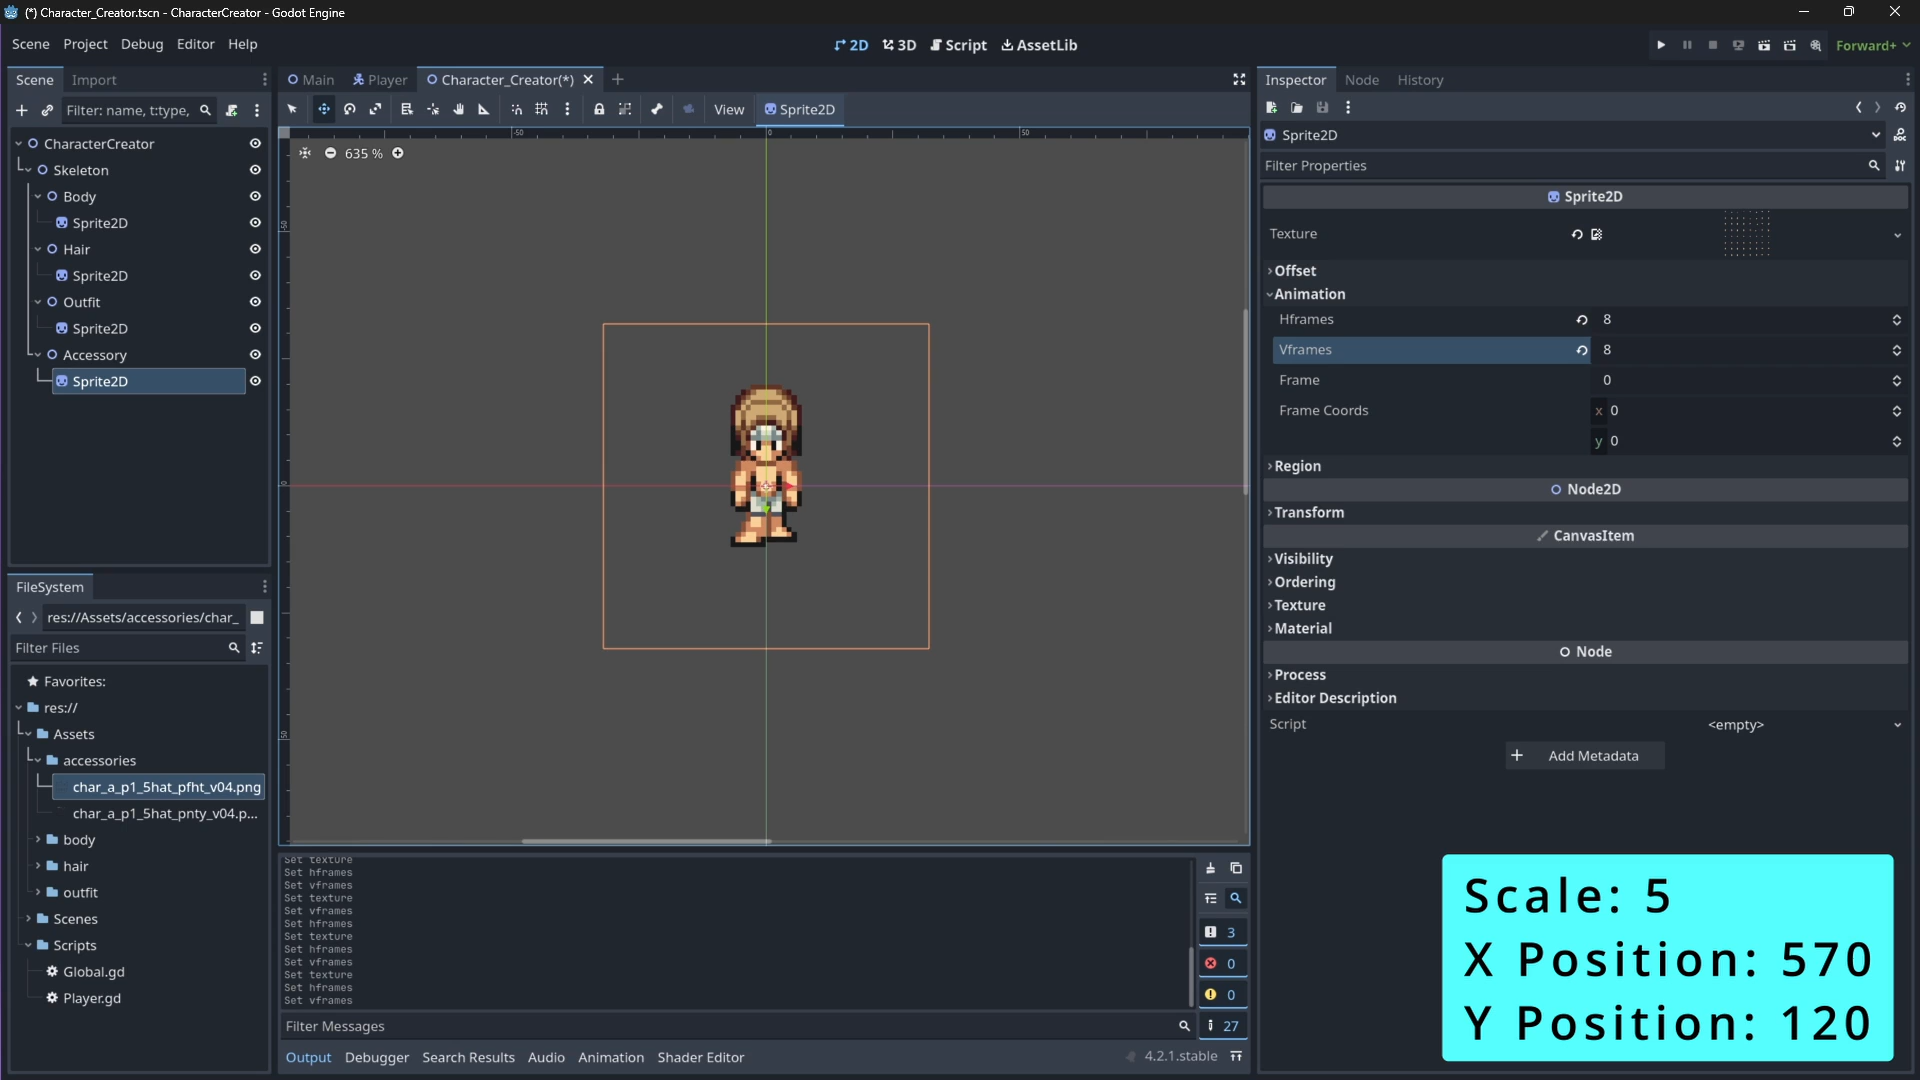 (*) Character_Creator.tscn - CharacterCreator - Godot Engine
Scene Project Debug Editor Help
2D 3D Script AssetLib
Forward+
Scene Import
Main Player Character_Creator(*)
Inspector Node History
Filter: name, t:type,
View Sprite2D
Sprite2D
Filter Properties
635 %
CharacterCreator
Skeleton
Body
Sprite2D
Hair
Sprite2D
Outfit
Sprite2D
Accessory
Sprite2D
-50
0
50
-50
0
50
Sprite2D
Texture
Offset
Animation
Hframes 8
Vframes 8
Frame 0
Frame Coords x 0
y 0
Region
Node2D
Transform
CanvasItem
Visibility
Ordering
Texture
Material
Node
Process
Editor Description
Script <empty>
Add Metadata
FileSystem
res://Assets/accessories/char_
Filter Files
Favorites:
res://
Assets
accessories
char_a_p1_5hat_pfht_v04.png
char_a_p1_5hat_pnty_v04.p...
body
hair
outfit
Scenes
Scripts
Global.gd
Player.gd
Set texture
Set hframes
Set vframes
Set texture
Set vframes
Set hframes
Set texture
Set hframes
Set vframes
Set texture
Set hframes
Set vframes
3
0
0
27
Filter Messages
Output Debugger Search Results Audio Animation Shader Editor
4.2.1.stable
Scale: 5
X Position: 570
Y Position: 120